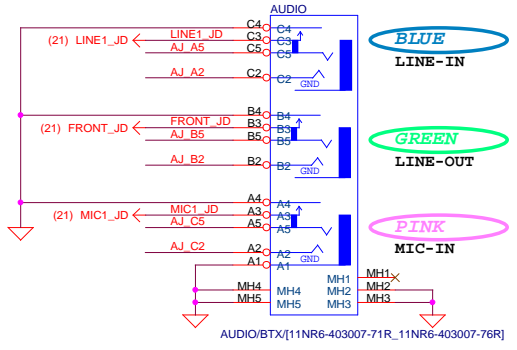 AUDIO
C4 C4
(21) LINE1_JD LINE1_JD C3 C3
AJ_A5 C5 C5
AJ_A2 C2 C2
GND
BLUE
LINE-IN
B4 B4
(21) FRONT_JD FRONT_JD B3 B3
AJ_B5 B5 B5
AJ_B2 B2 B2
GND
GREEN
LINE-OUT
A4 A4
(21) MIC1_JD MIC1_JD A3 A3
AJ_C5 A5 A5
AJ_C2 A2 A2
GND
A1 A1
PINK
MIC-IN
MH1 MH1
MH4 MH4 MH2 MH2
MH5 MH5 MH3 MH3
AUDIO/BTX/[11NR6-403007-71R_11NR6-403007-76R]